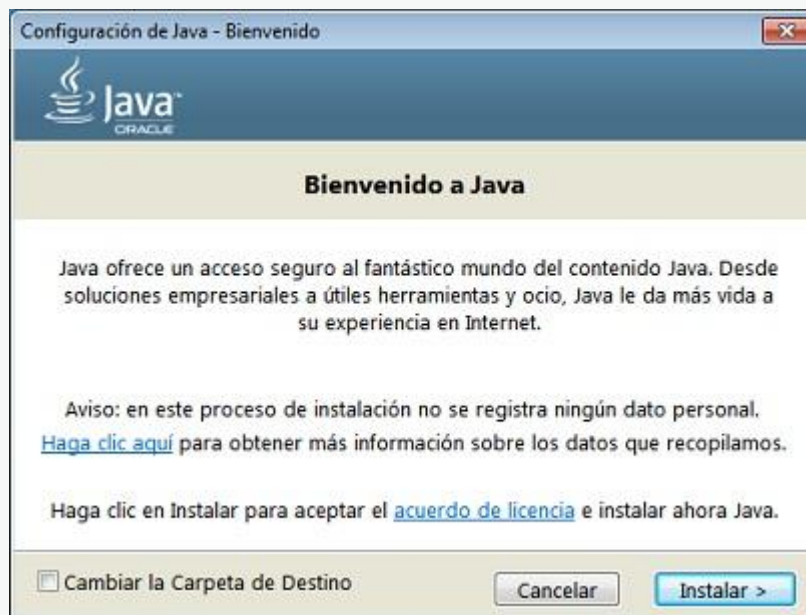 Configuración de Java - Bienvenido
Java™
ORACLE
Bienvenido a Java
Java ofrece un acceso seguro al fantástico mundo del contenido Java. Desde
soluciones empresariales a útiles herramientas y ocio, Java le da más vida a
su experiencia en Internet.
Aviso: en este proceso de instalación no se registra ningún dato personal.
Haga clic aquí para obtener más información sobre los datos que recopilamos.
Haga clic en Instalar para aceptar el acuerdo de licencia e instalar ahora Java.
Cambiar la Carpeta de Destino
Cancelar
Instalar >